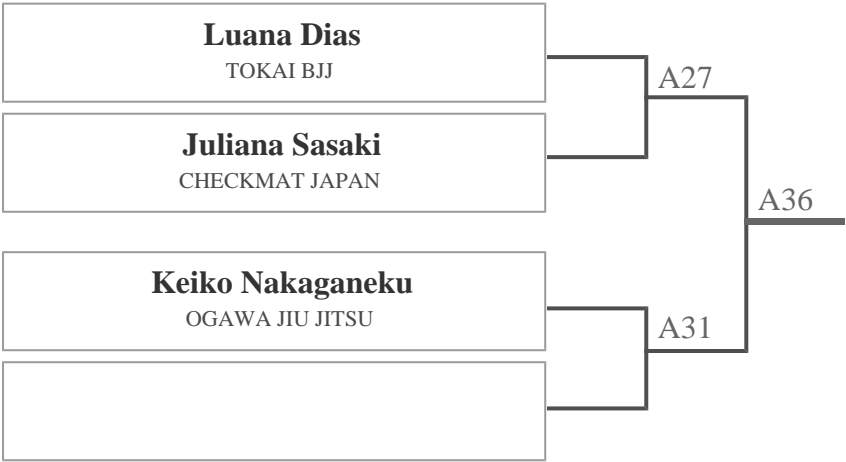 Luana Dias
TOKAI BJJ
A27
Juliana Sasaki
CHECKMAT JAPAN
A36
Keiko Nakaganeku
OGAWA JIU JITSU
A31